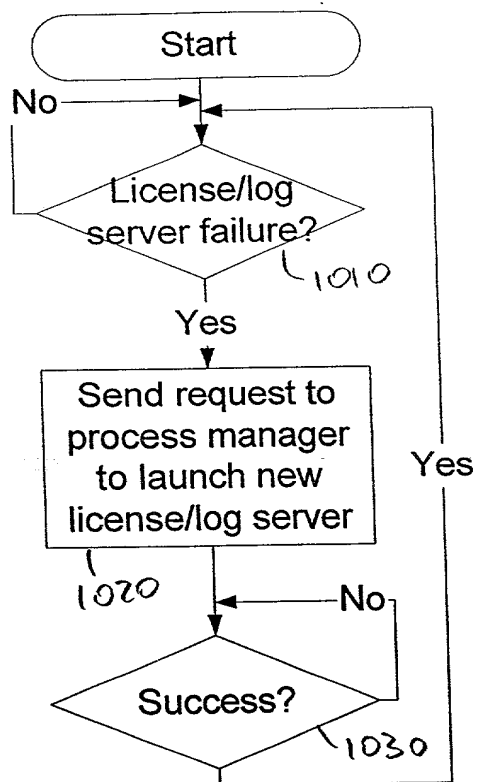 Start
No
License/log
server failure?
1010
Yes
Send request to
process manager
to launch new
license/log server
Yes
1020
No
Success?
1030